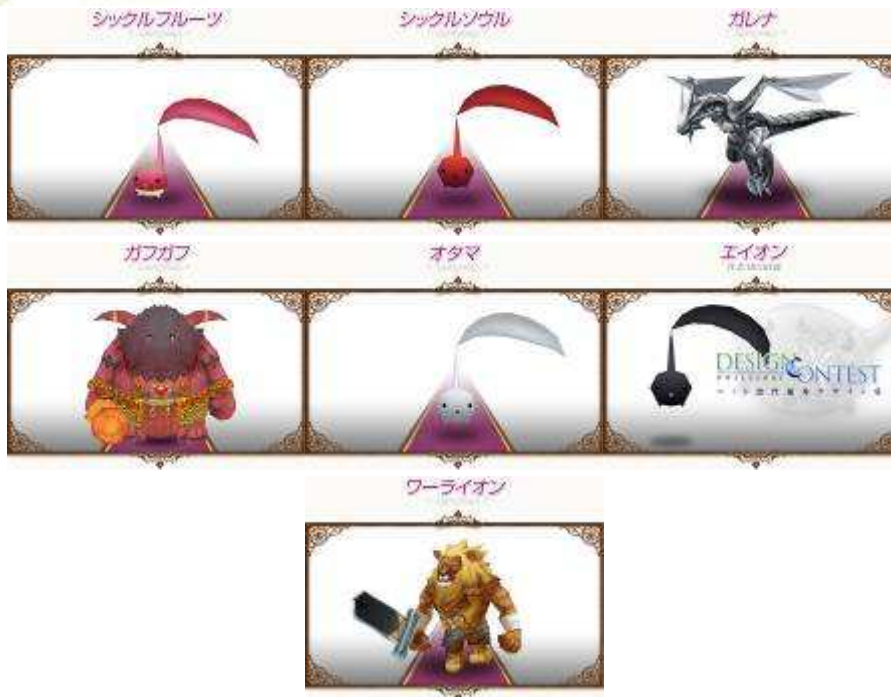 シックルフルーツ
シックルソウル
ガレナ
ガフガフ
オタマ
エイオン
DESIGN
CONTEST
ワーライオン